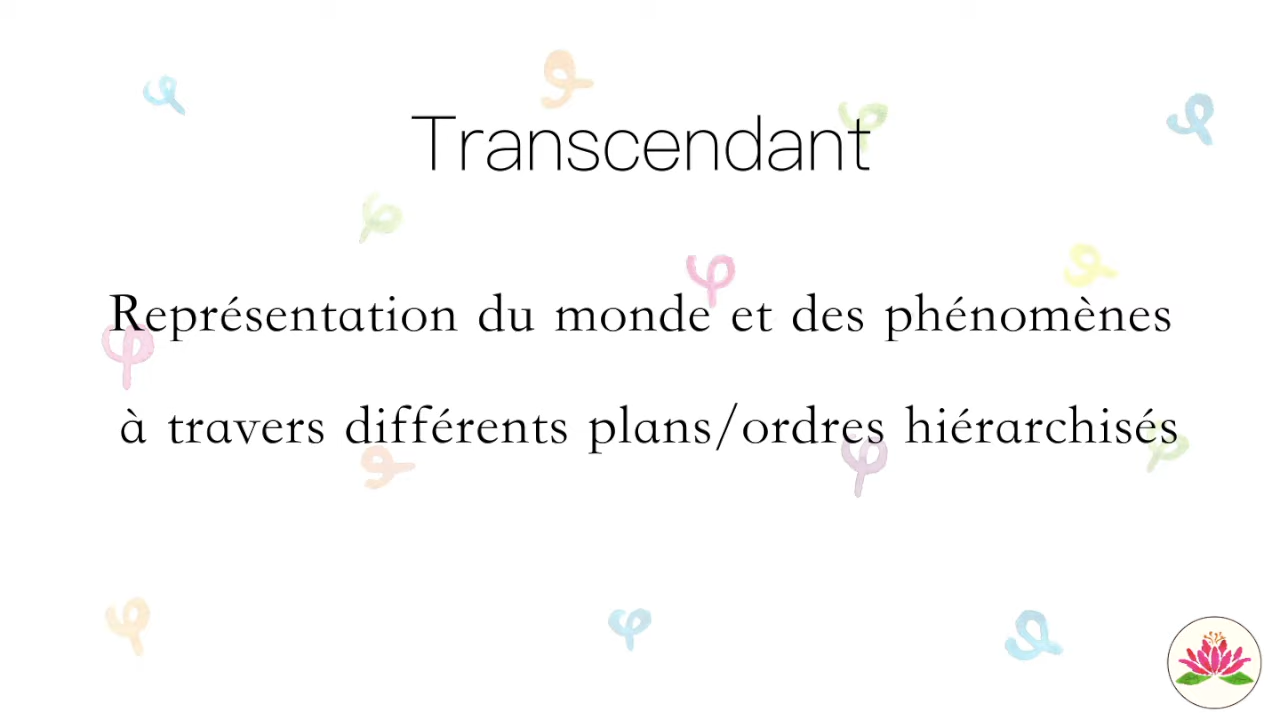 Transcendant
Représentation du monde et des phénomènes
à travers différents plans/ordres hiérarchisés